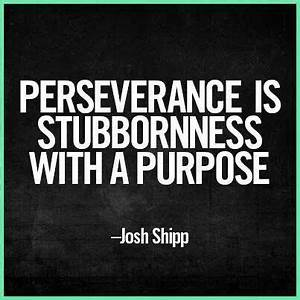 PERSEVERANCE IS
STUBBORNNESS
WITH A PURPOSE
–Josh Shipp